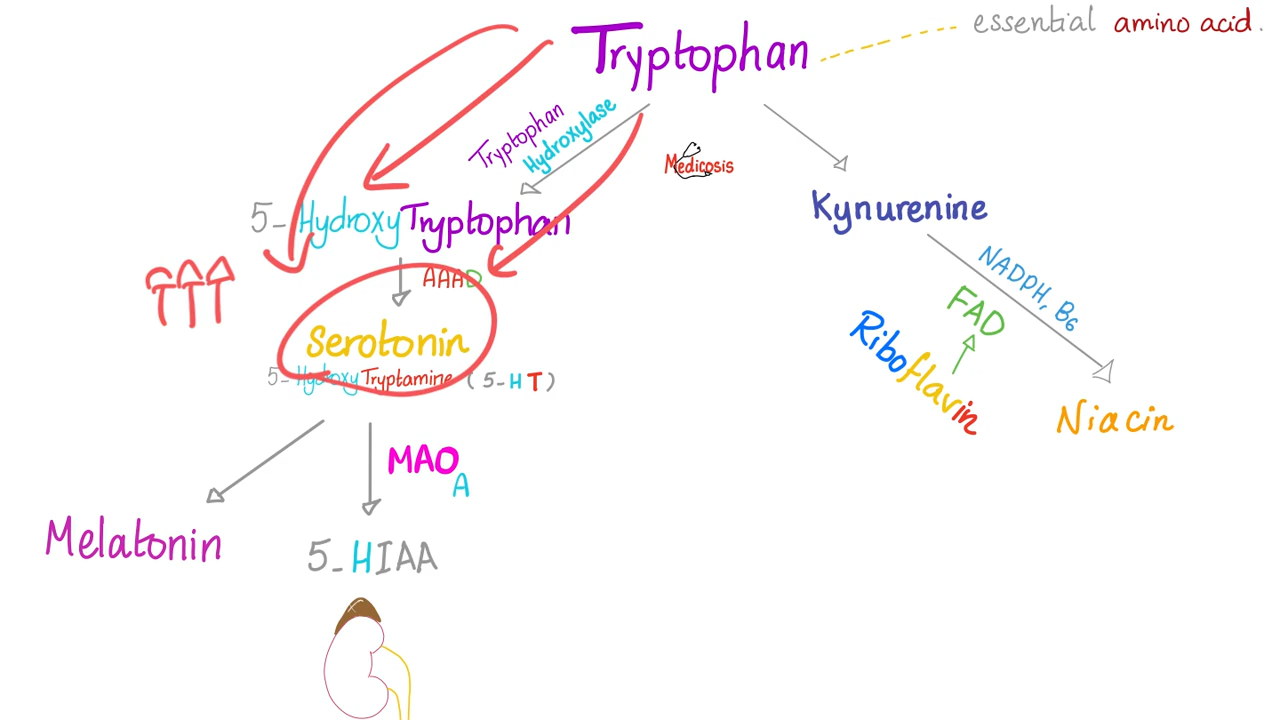 essential amino acid.
Tryptophan
Tryptophan
Hydroxylase
Medicosis
5-HydroxyTryptophan
Kynurenine
AAAD
NADPH, B6
FAD
Riboflavin
Serotonin
5-HydroxyTryptamine (5-HT)
Niacin
MAO
A
Melatonin
5-HIAA